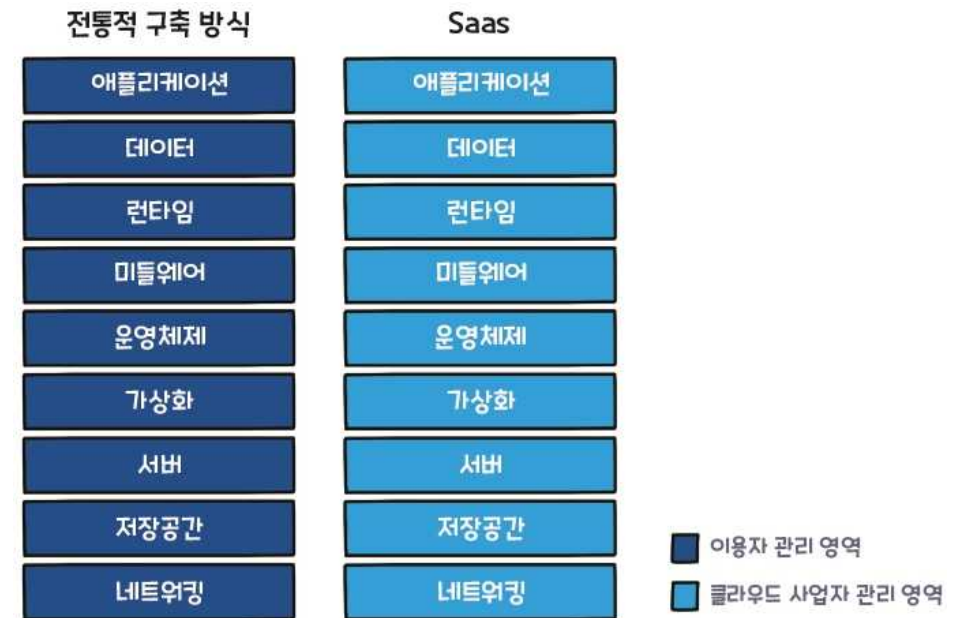 전통적 구축 방식
Saas
애플리케이션
애플리케이션
데이터
데이터
런타임
런타임
미들웨어
미들웨어
운영체제
운영체제
가상화
가상화
서버
서버
저장공간
저장공간
이용자 관리 영역
네트워킹
네트워킹
클라우드 사업자 관리 영역